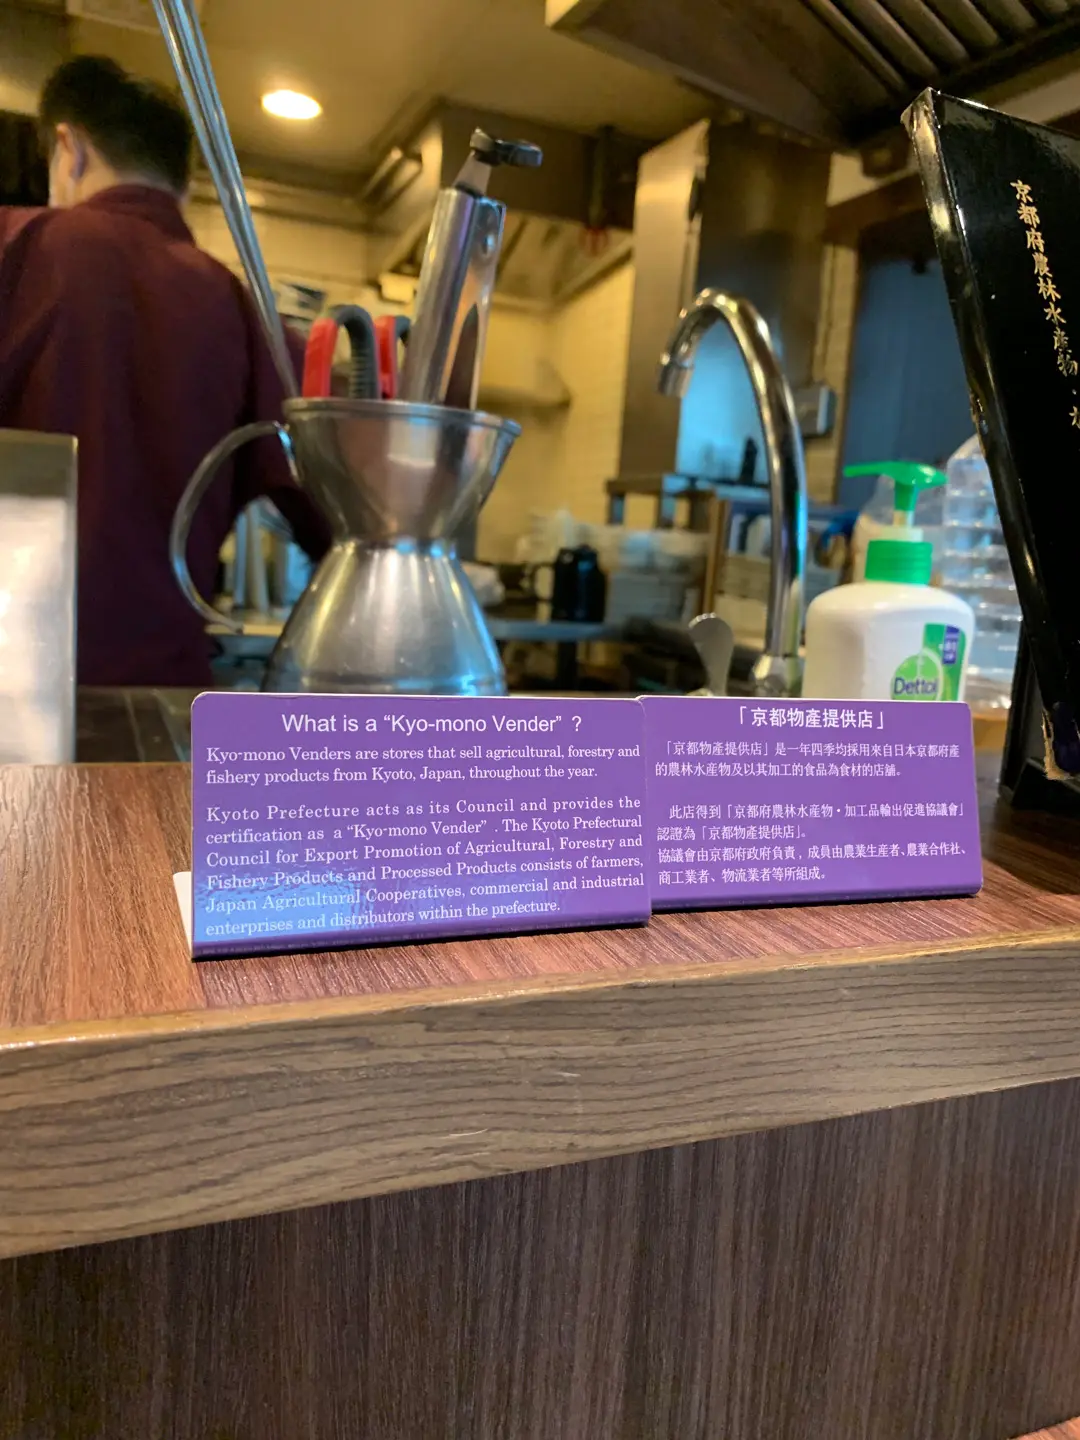 What is a “Kyo-mono Vender” ?
Kyo-mono Venders are stores that sell agricultural, forestry and
fishery products from Kyoto, Japan, throughout the year.
Kyoto Prefecture acts as its Council and provides the
certification as a “Kyo-mono Vender” . The Kyoto Prefectural
Council for Export Promotion of Agricultural, Forestry and
Fishery Products and Processed Products consists of farmers,
Japan Agricultural Cooperatives, commercial and industrial
enterprises and distributors within the prefecture.
「京都物產提供店」
「京都物產提供店」是一年四季均採用來自日本京都府產
的農林水產物及以其加工的食品為食材的店舖。
此店得到「京都府農林水產物・加工品輸出促進協議會」
認證為「京都物產提供店」。
協議會由京都府政府負責，成員由農業生產者、農業合作社、
商工業者、物流業者等所組成。
京都府農林水産物・
Dettol